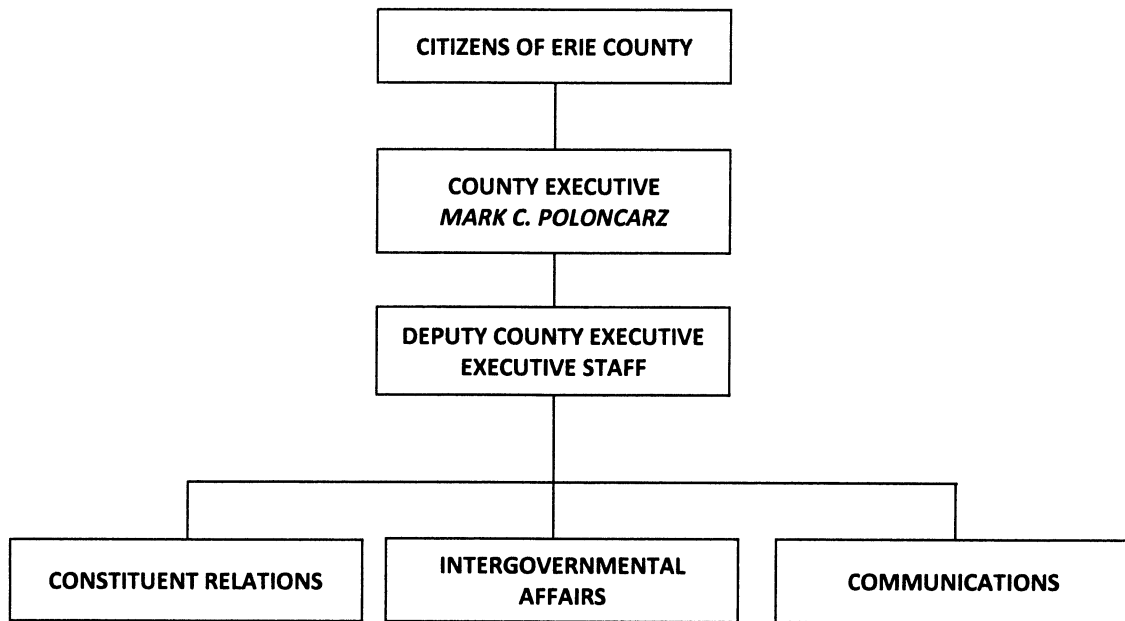 CITIZENS OF ERIE COUNTY
COUNTY EXECUTIVE
MARK C. POLONCARZ
DEPUTY COUNTY EXECUTIVE
EXECUTIVE STAFF
CONSTITUENT RELATIONS
INTERGOVERNMENTAL
AFFAIRS
COMMUNICATIONS